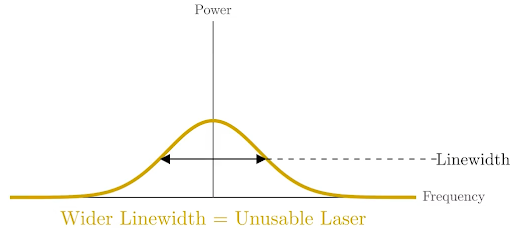 Power
Linewidth
Frequency
Wider Linewidth = Unusable Laser